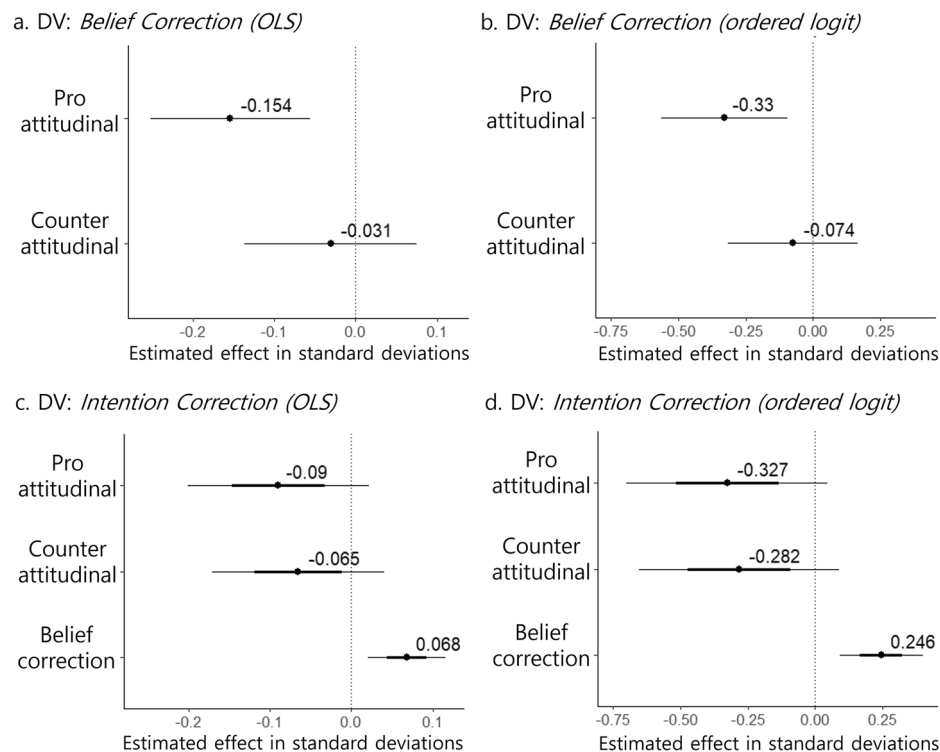 a. DV: Belief Correction (OLS)
Pro
attitudinal
-0.154
Counter
attitudinal
-0.031
-0.2
-0.1
0.0
0.1
Estimated effect in standard deviations
b. DV: Belief Correction (ordered logit)
Pro
attitudinal
-0.33
Counter
attitudinal
-0.074
-0.75
-0.50
-0.25
0.00
0.25
Estimated effect in standard deviations
c. DV: Intention Correction (OLS)
Pro
attitudinal
-0.09
Counter
attitudinal
-0.065
Belief
correction
0.068
-0.2
-0.1
0.0
0.1
Estimated effect in standard deviations
d. DV: Intention Correction (ordered logit)
Pro
attitudinal
-0.327
Counter
attitudinal
-0.282
Belief
correction
0.246
-0.75
-0.50
-0.25
0.00
0.25
Estimated effect in standard deviations